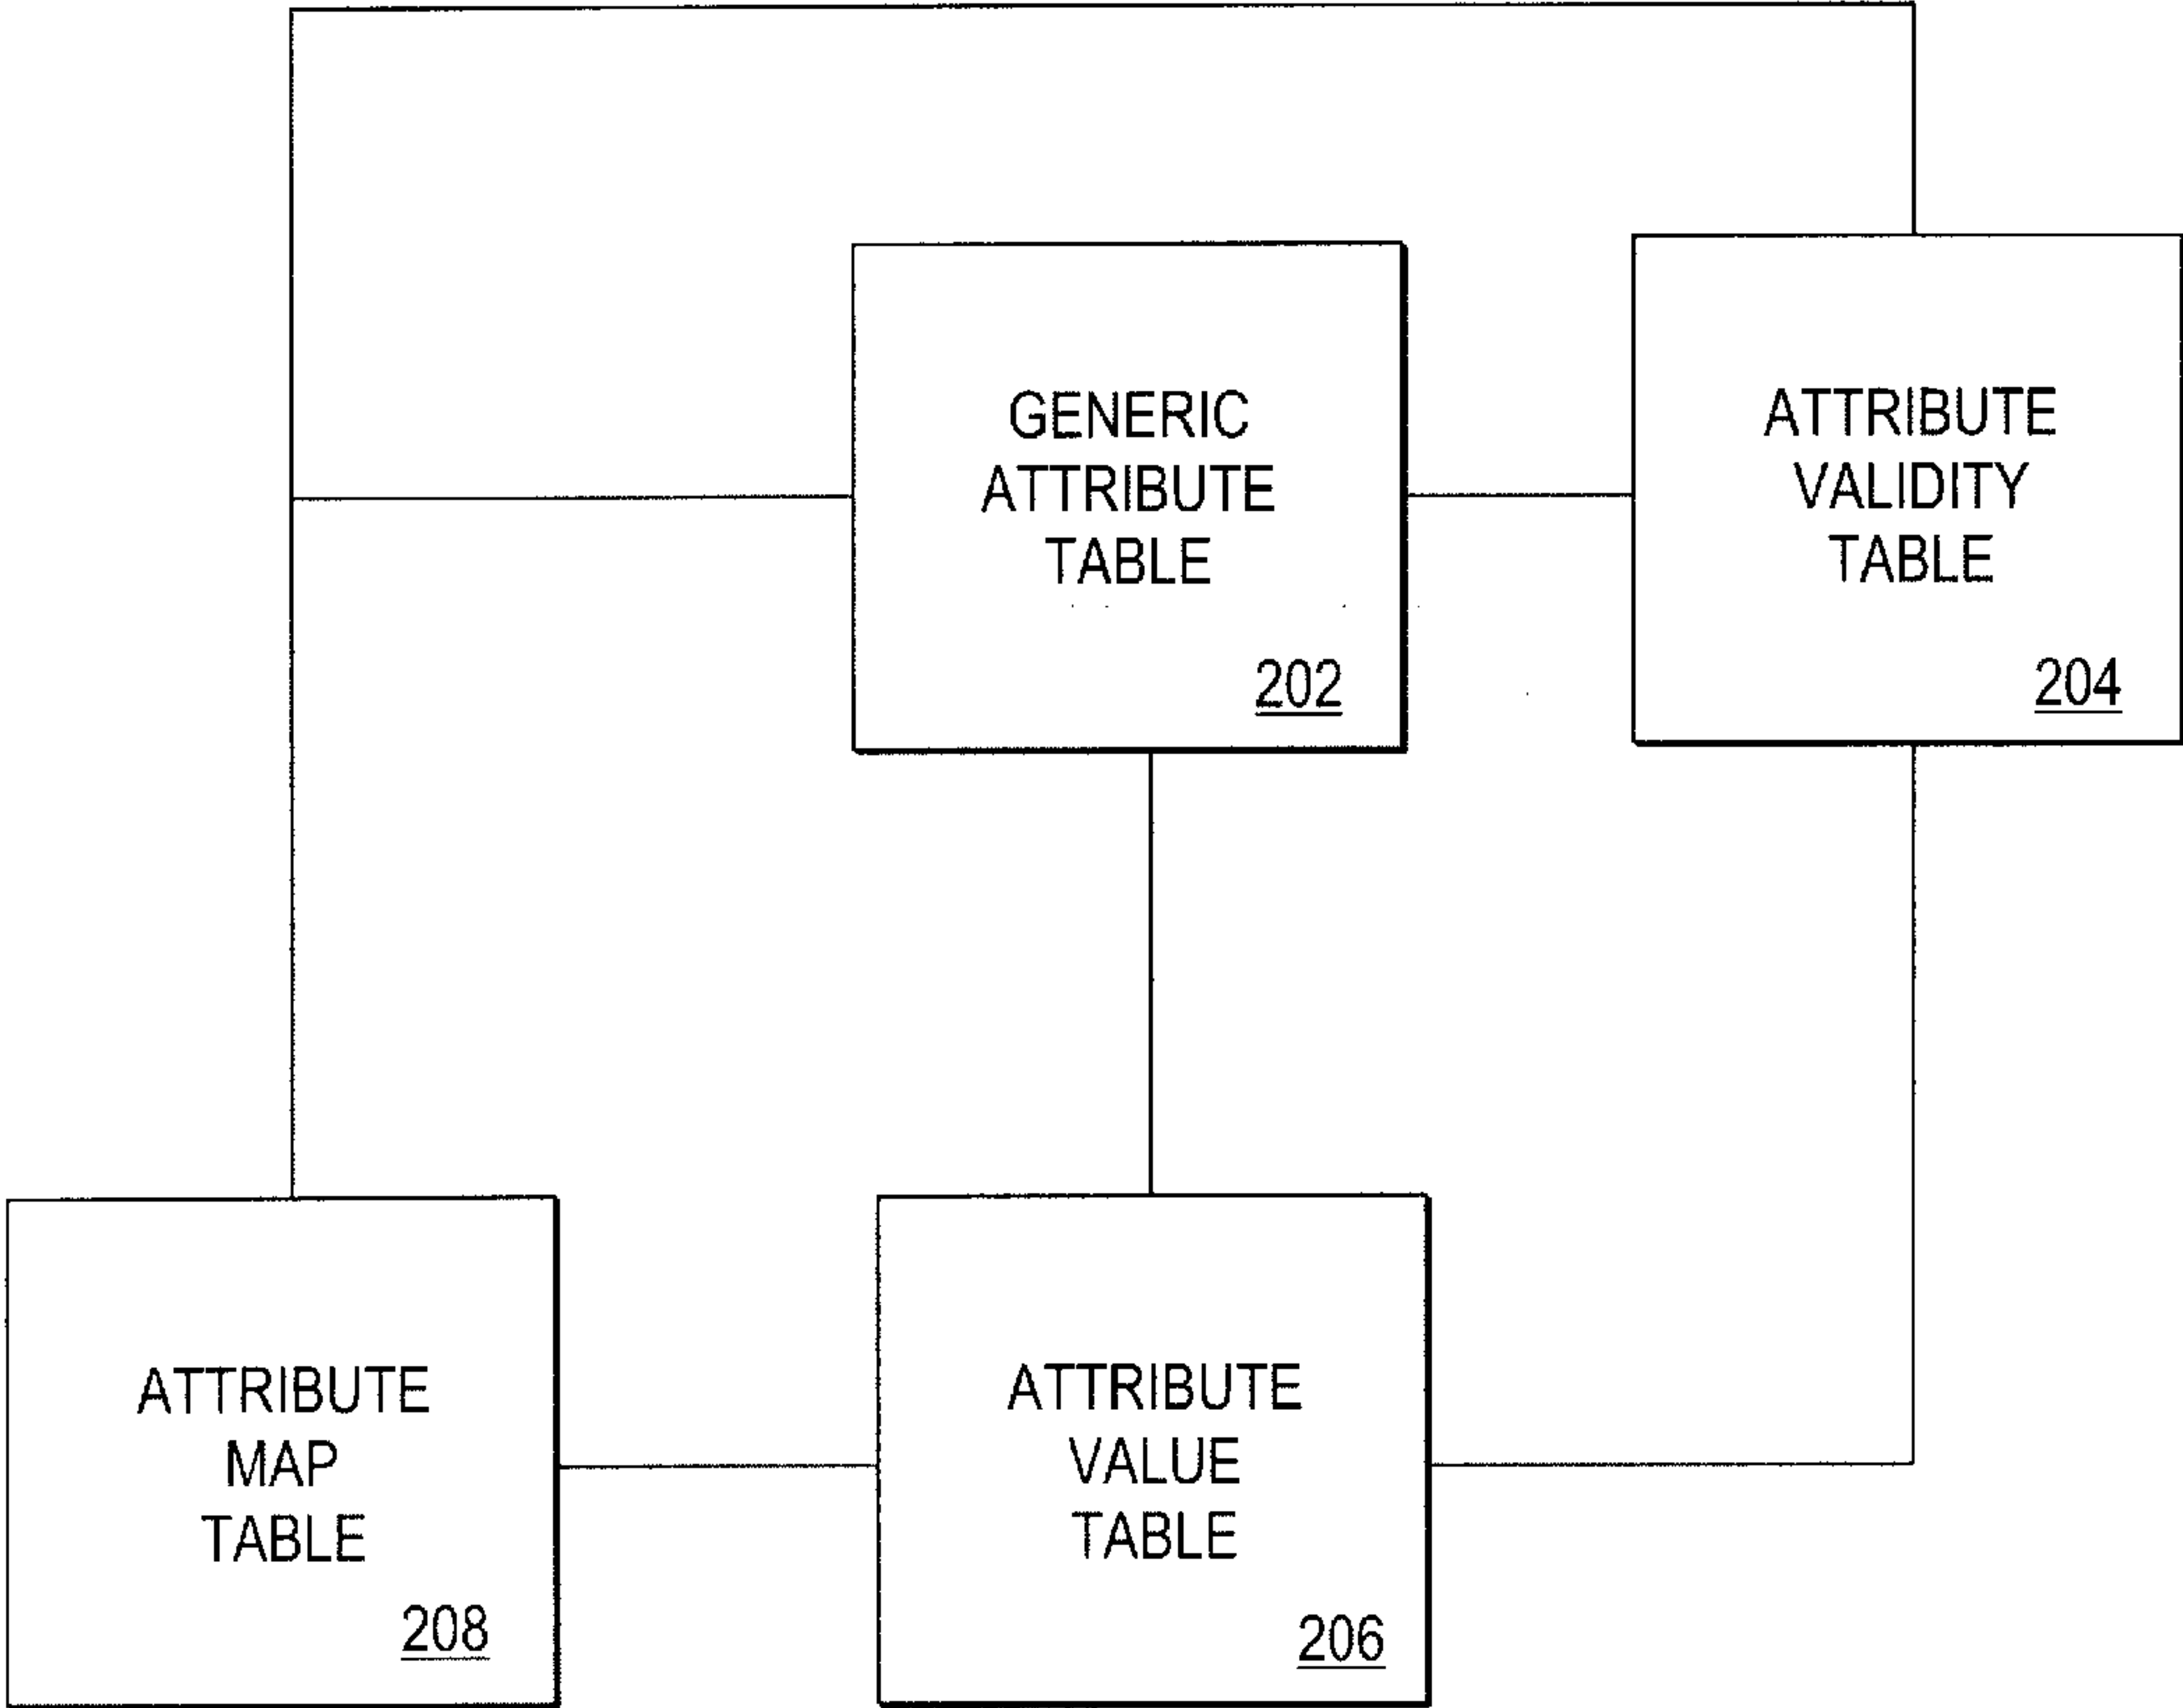 GENERIC
ATTRIBUTE
TABLE
202
ATTRIBUTE
VALIDITY
TABLE
204
ATTRIBUTE
MAP
TABLE
208
ATTRIBUTE
VALUE
TABLE
206